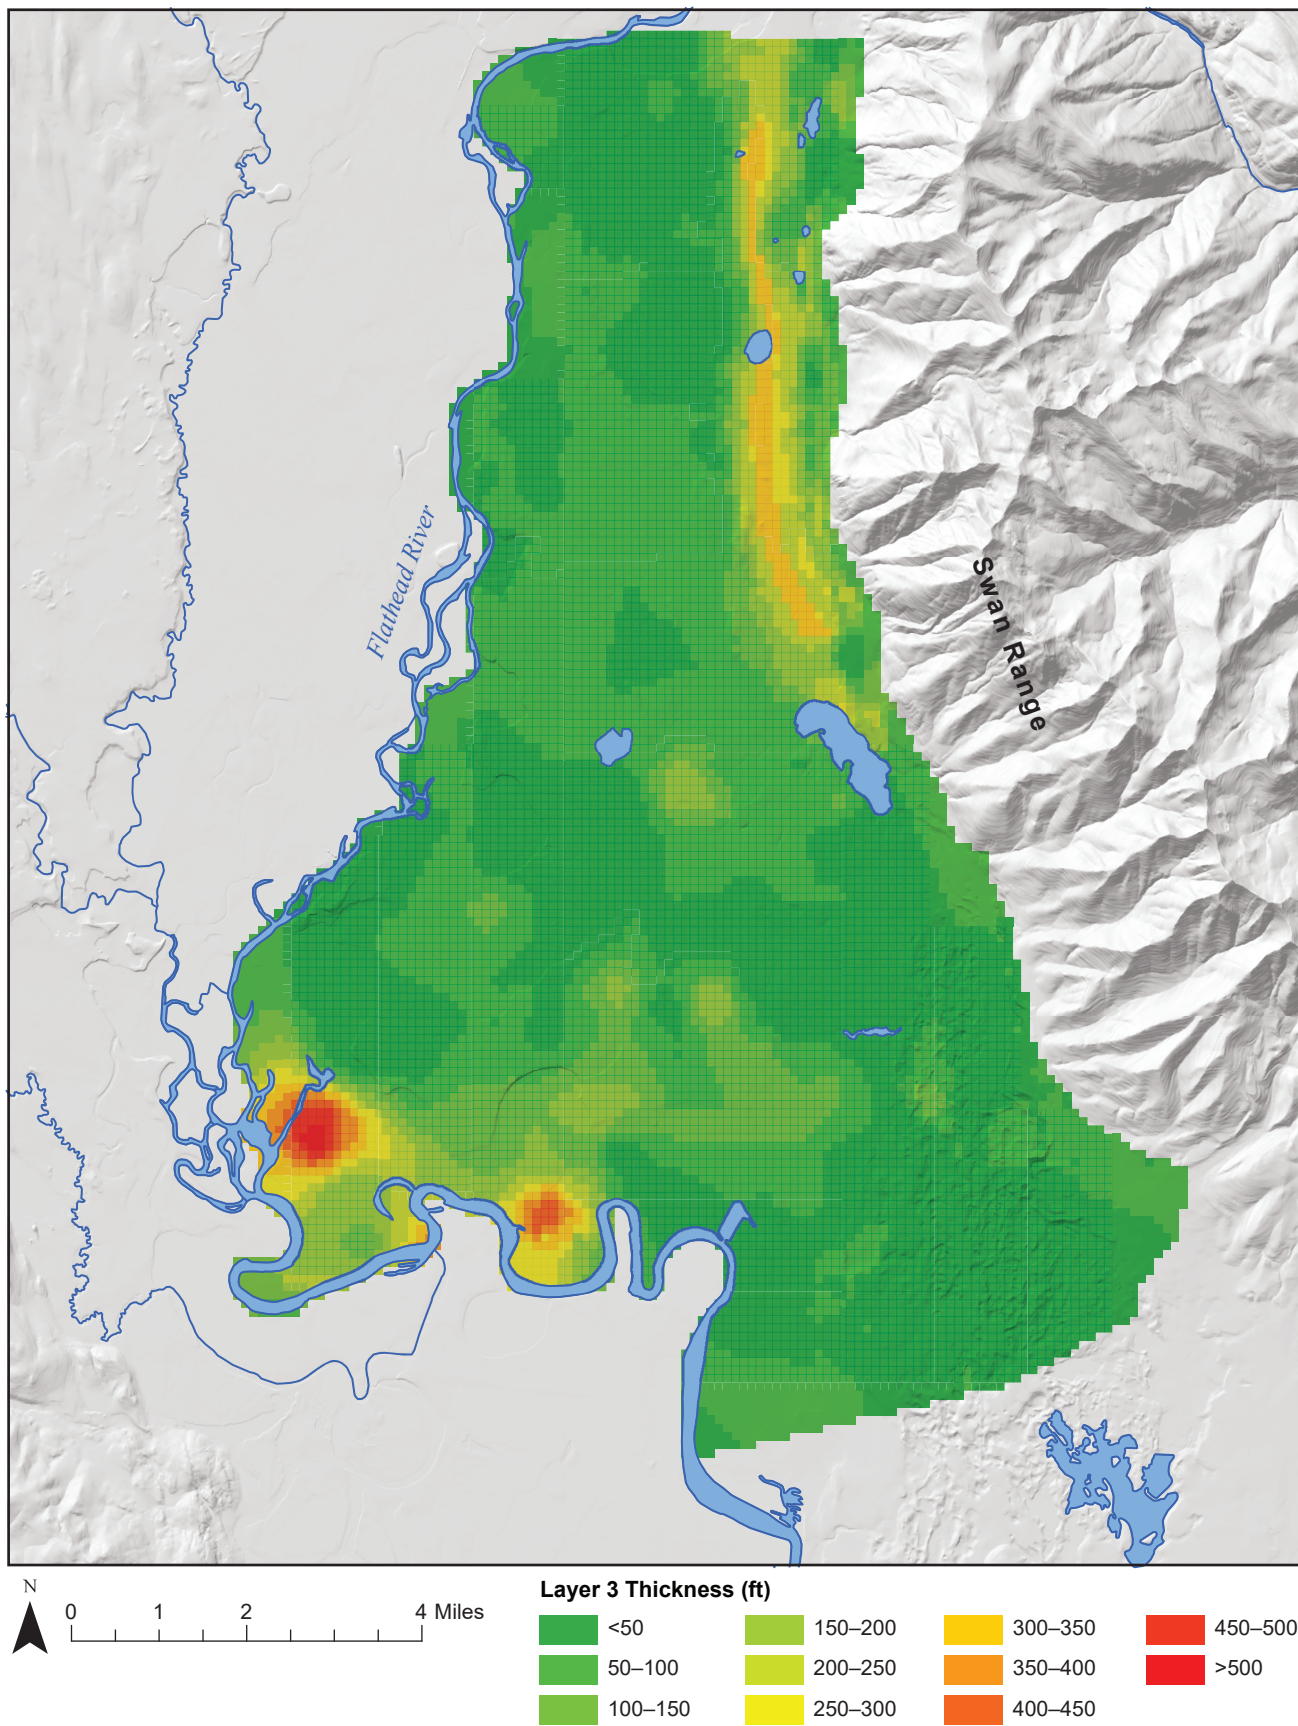 Flathead River
Swan Range
N
0 1 2 4 Miles
Layer 3 Thickness (ft)
<50 150–200 300–350 450–500
50–100 200–250 350–400 >500
100–150 250–300 400–450